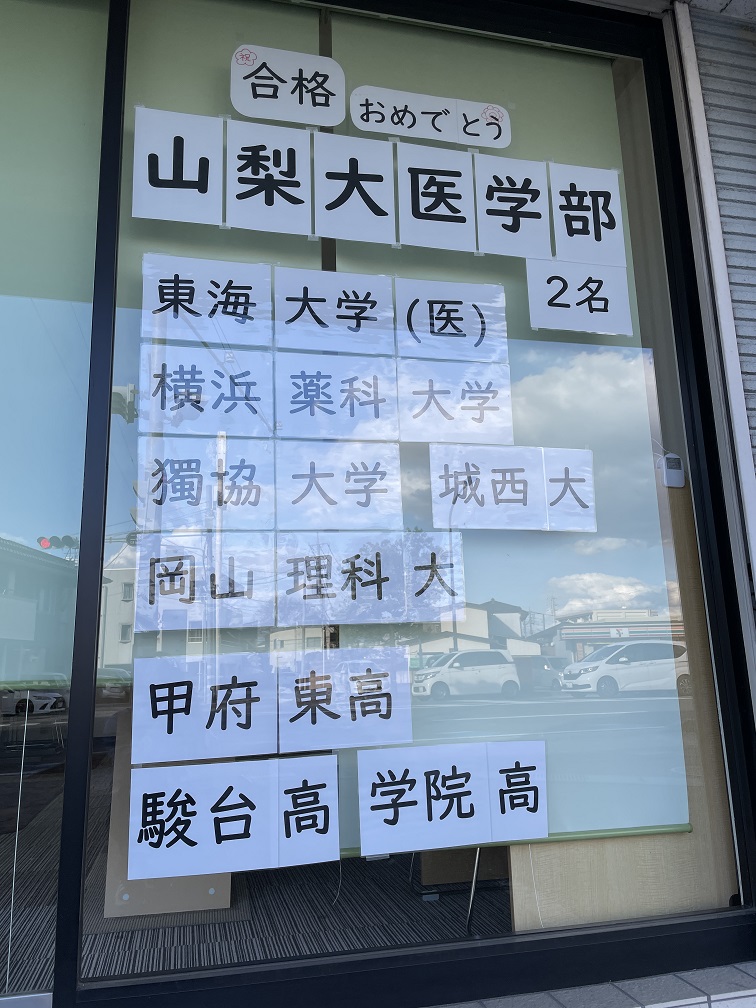 祝
合格
おめでとう
山梨大医学部
2名
東海大学(医)
横浜薬科大学
獨協大学 城西大
岡山理科大
甲府東高
駿台高 学院高